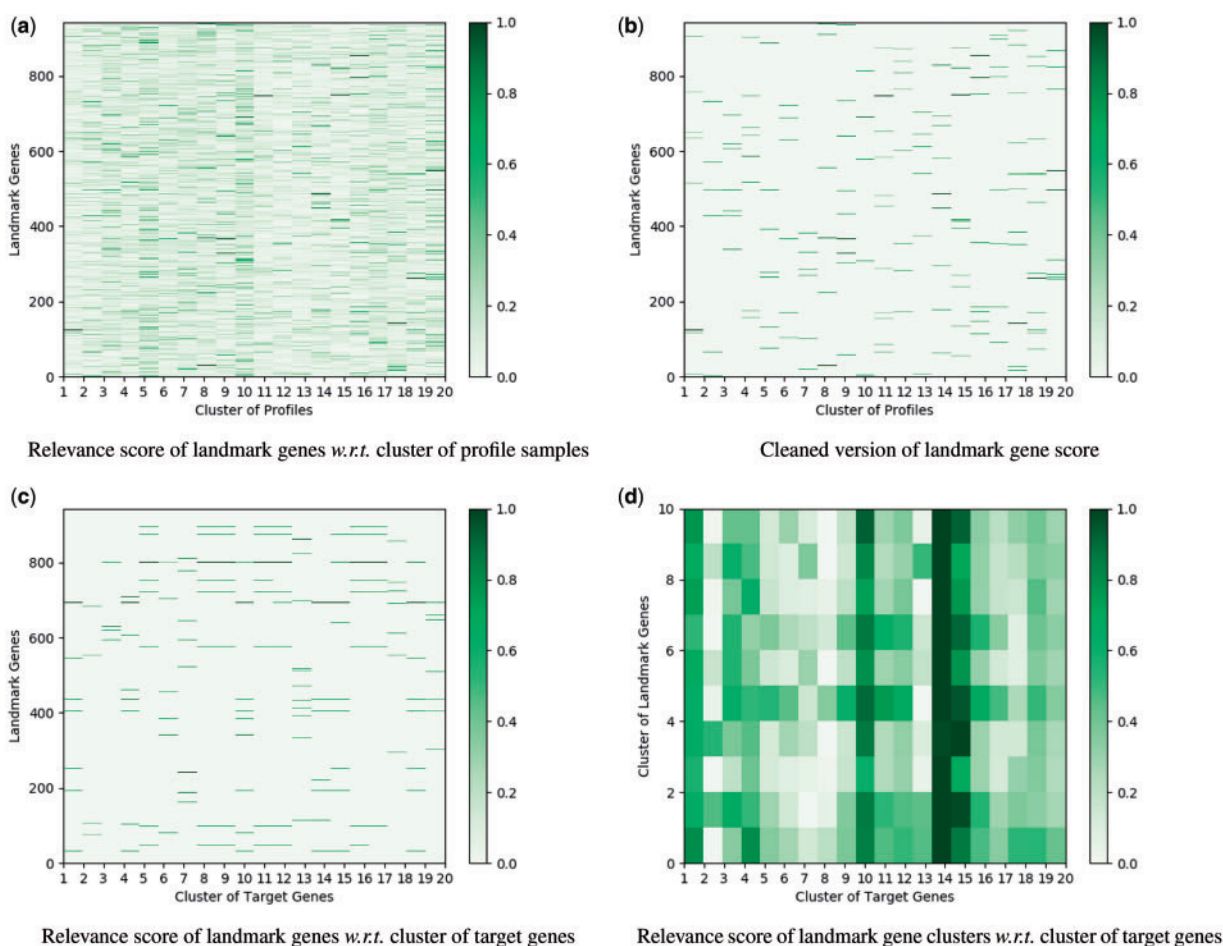 (a)
1.0
0.8
0.6
0.4
0.2
0.0
800
600
400
200
0
Landmark Genes
1 2 3 4 5 6 7 8 9 10 11 12 13 14 15 16 17 18 19 20
Cluster of Profiles
Relevance score of landmark genes w.r.t. cluster of profile samples
(b)
1.0
0.8
0.6
0.4
0.2
0.0
800
600
400
200
0
Landmark Genes
1 2 3 4 5 6 7 8 9 10 11 12 13 14 15 16 17 18 19 20
Cluster of Profiles
Cleaned version of landmark gene score
(c)
1.0
0.8
0.6
0.4
0.2
0.0
800
600
400
200
0
Landmark Genes
1 2 3 4 5 6 7 8 9 10 11 12 13 14 15 16 17 18 19 20
Cluster of Target Genes
Relevance score of landmark genes w.r.t. cluster of target genes
(d)
1.0
0.8
0.6
0.4
0.2
0.0
10
8
6
4
2
0
Cluster of Landmark Genes
1 2 3 4 5 6 7 8 9 10 11 12 13 14 15 16 17 18 19 20
Cluster of Target Genes
Relevance score of landmark gene clusters w.r.t. cluster of target genes